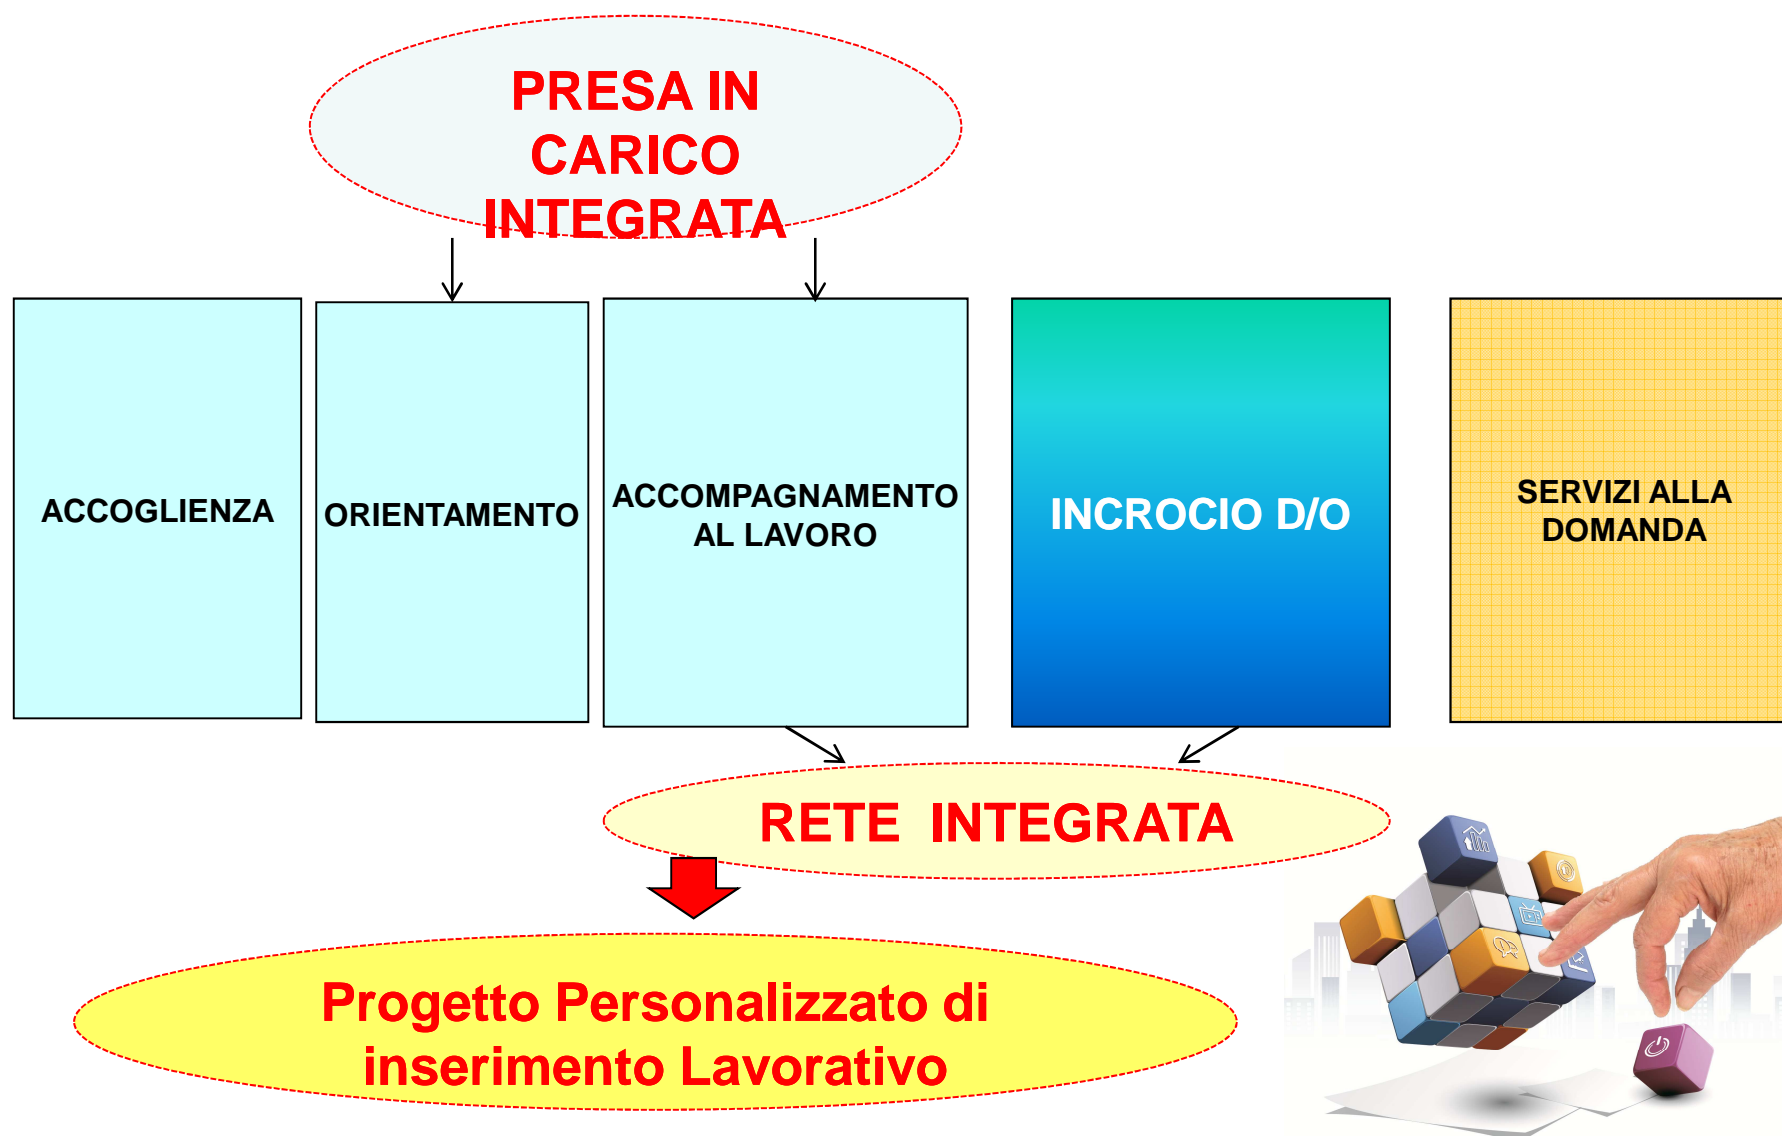 PRESA IN
CARICO
INTEGRATA
ACCOGLIENZA
ORIENTAMENTO
ACCOMPAGNAMENTO
AL LAVORO
INCROCIO D/O
SERVIZI ALLA
DOMANDA
RETE INTEGRATA
Progetto Personalizzato di
inserimento Lavorativo